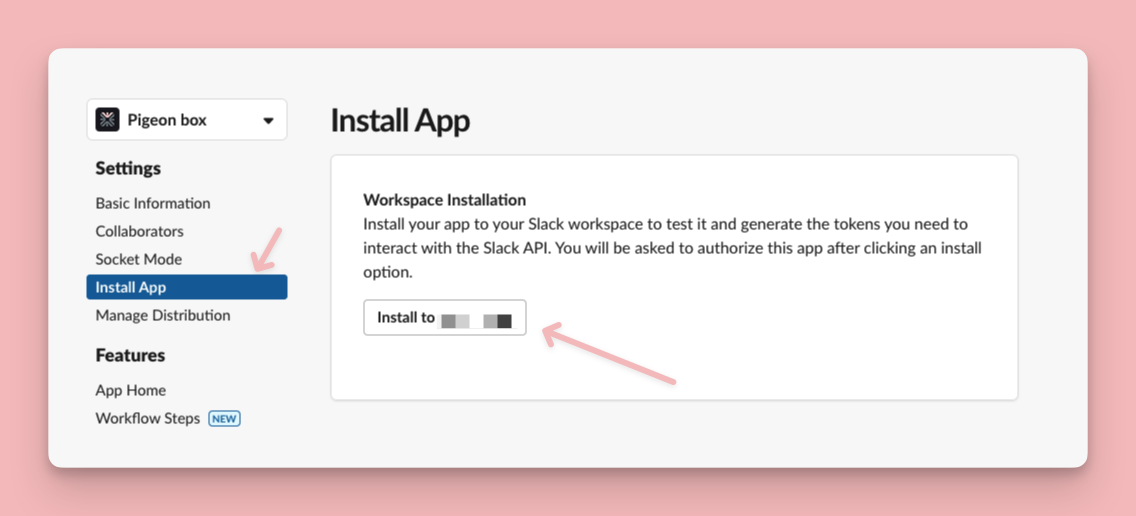 Pigeon box
Settings
Basic Information
Collaborators
Socket Mode
Install App
Manage Distribution
Features
App Home
Workflow Steps NEW
Install App
Workspace Installation
Install your app to your Slack workspace to test it and generate the tokens you need to
interact with the Slack API. You will be asked to authorize this app after clicking an install
option.
Install to